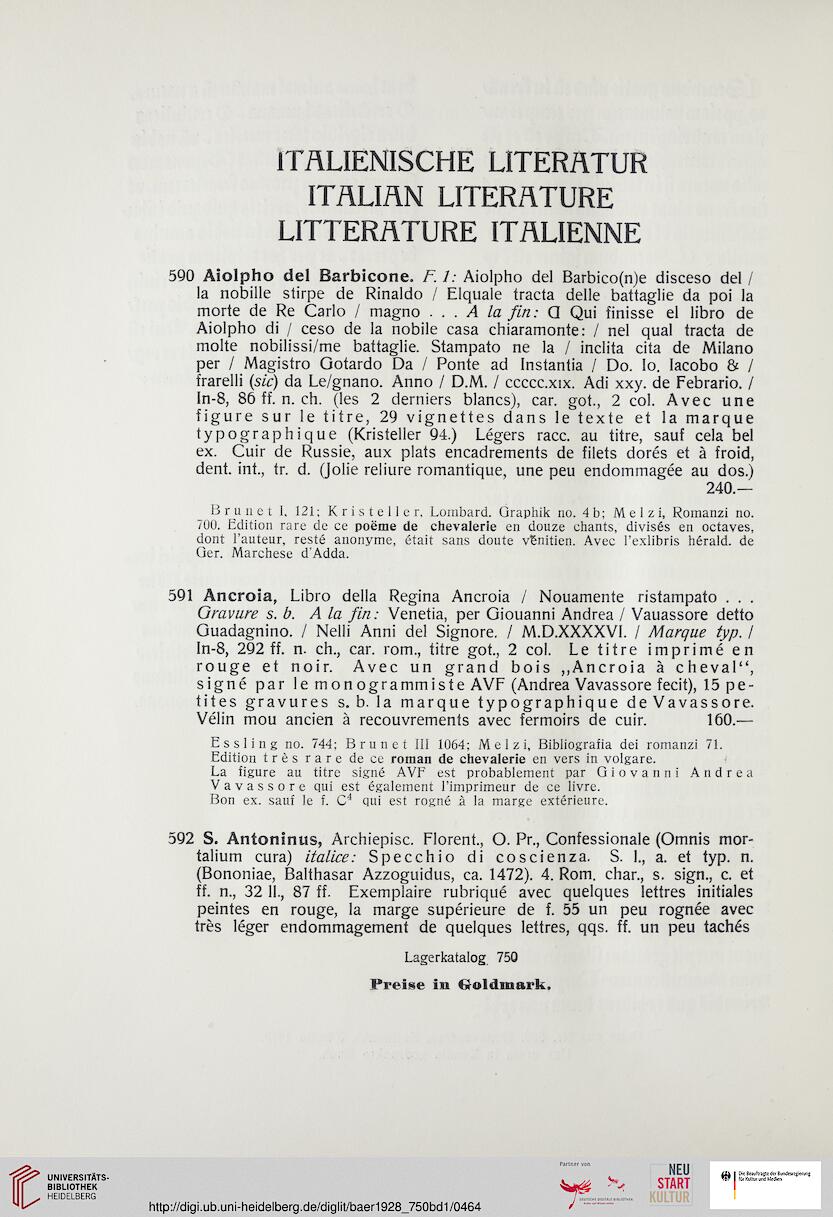 ITALIENISCHE LITERATUR
ITALIAN LITERATURE
LITTERATURE ITALIENNE
590 Aiolpho del Barbicone. F. 1: Aiolpho del Barbico(n)e disceso del /
la nobille stirpe de Rinaldo / Elquale tracta delle battaglie da poi la
morte de Re Carlo / magno . . . A la fin: Qui finisse el libro de
Aiolpho di / ceso de la nobile casa chiaramonte: / nel qual tracta de
molte nobilissi/me battaglie. Stampato ne la / inclita cita de Milano
per / Magistro Gotardo Da / Ponte ad Instantia / Do. Io. Iacobo & /
frarelli (sic) da Le/gnano. Anno / D.M. / ccccc.xix. Adi xxy. de Febrario. /
In-8, 86 ff. n. ch. (les 2 derniers blancs), car. got., 2 col. Avec une
figure sur le titre, 29 vignettes dans le texte et la marque
typographique (Kristeller 94.) Légers racc. au titre, sauf cela bel
ex. Cuir de Russie, aux plats encadrements de filets dorés et à froid,
dent. int., tr. d. (Jolie reliure romantique, une peu endommagée au dos.)
240.—
Brunet I, 121; Kristeller, Lombard. Graphik no. 4b; Melzi, Romanzi no.
700. Edition rare de ce poëme de chevalerie en douze chants, divisés en octaves,
dont l'auteur, resté anonyme, était sans doute vénitien. Avec l'exlibris hérald. de
Ger. Marchese d'Adda.
591 Ancroia, Libro della Regina Ancroia / Nouamente ristampato . . .
Gravure s. b. A la fin: Venetia, per Giouanni Andrea / Vauassore detto
Guadagnino. / Nelli Anni del Signore. / M.D.XXXXVI. / Marque typ. /
In-8, 292 ff. n. ch., car. rom., titre got., 2 col. Le titre imprimé en
rouge et noir. Avec un grand bois „Ancroia à cheval“,
signé par le monogrammiste AVF (Andrea Vavassore fecit), 15 pe-
tites gravures s. b. la marque typographique de Vavassore.
Vélin mou ancien à recouvrements avec fermoirs de cuir. 160.—
Essling no. 744; Brunet III 1064; Melzi, Bibliografia dei romanzi 71.
Edition très rare de ce roman de chevalerie en vers in volgare.
La figure au titre signé AVF est probablement par Giovanni Andrea
Vavassore qui est également l'imprimeur de ce livre.
Bon ex. sauf le f. C⁴ qui est rogné à la marge extérieure.
592 S. Antoninus, Archiepisc. Florent., O. Pr., Confessionale (Omnis mor-
talium cura) italice: Specchio di coscienza. S. l., a. et typ. n.
(Bononiae, Balthasar Azzoguidus, ca. 1472). 4. Rom. char., s. sign., c. et
ff. n., 32 ll., 87 ff. Exemplaire rubriqué avec quelques lettres initiales
peintes en rouge, la marge supérieure de f. 55 un peu rognée avec
très léger endommagement de quelques lettres, qqs. ff. un peu tachés
Lagerkatalog 750
Preise in Goldmark.
UNIVERSITÄTS-
BIBLIOTHEK
HEIDELBERG
http://digi.ub.uni-heidelberg.de/diglit/baer1928_750bd1/0464
Partner von
DEUTSCHE DIGITALE BIBLIOTHEK
NEU
START
KULTUR
Die Beauftragte der Bundesregierung
für Kultur und Medien